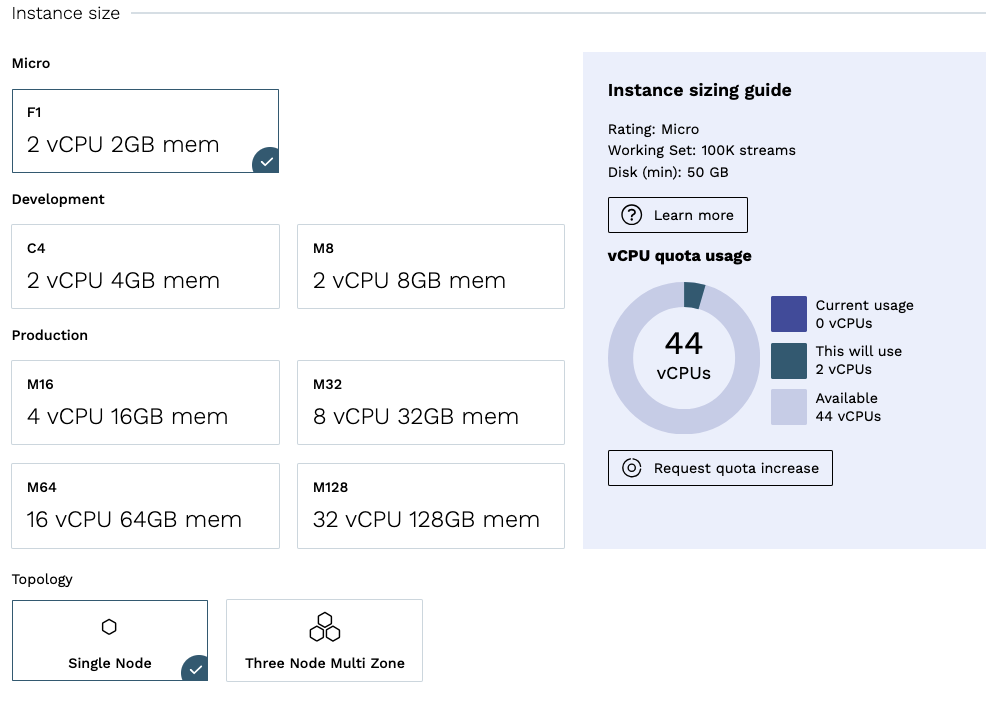 Instance size
Micro
F1
2 vCPU 2GB mem
Development
C4
2 vCPU 4GB mem
M8
2 vCPU 8GB mem
Production
M16
4 vCPU 16GB mem
M32
8 vCPU 32GB mem
M64
16 vCPU 64GB mem
M128
32 vCPU 128GB mem
Instance sizing guide
Rating: Micro
Working Set: 100K streams
Disk (min): 50 GB
Learn more
vCPU quota usage
44
vCPUs
Current usage
0 vCPUs
This will use
2 vCPUs
Available
44 vCPUs
Request quota increase
Topology
Single Node
Three Node Multi Zone